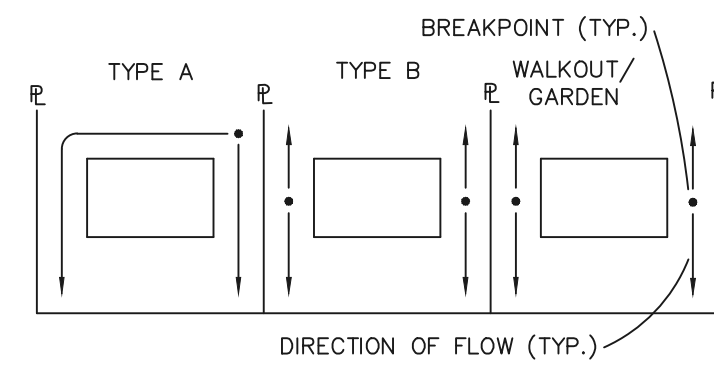 BREAKPOINT (TYP.)
TYPE A
TYPE B
WALKOUT/
GARDEN
PL
PL
PL
DIRECTION OF FLOW (TYP.)